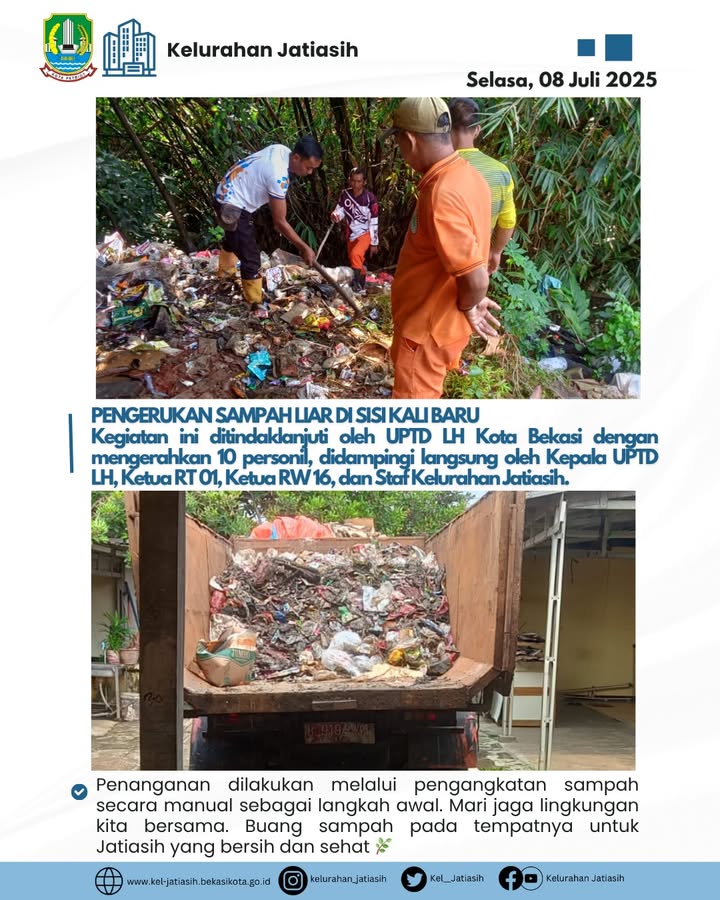 Kelurahan Jatiasih
Selasa, 08 Juli 2025
PENGERUKAN SAMPAH LIAR DI SISI KALI BARU
Kegiatan ini ditindaklanjuti oleh UPTD LH Kota Bekasi dengan
mengerahkan 10 personil, didampingi langsung oleh Kepala UPTD
LH, Ketua RT 01, Ketua RW 16, dan Staf Kelurahan Jatiasih.
Penanganan dilakukan melalui pengangkatan sampah
secara manual sebagai langkah awal. Mari jaga lingkungan
kita bersama. Buang sampah pada tempatnya untuk
Jatiasih yang bersih dan sehat 🌿
www.kel-jatiasih.bekasikota.go.id
kelurahan_jatiasih
Kel__Jatiasih
Kelurahan Jatiasih